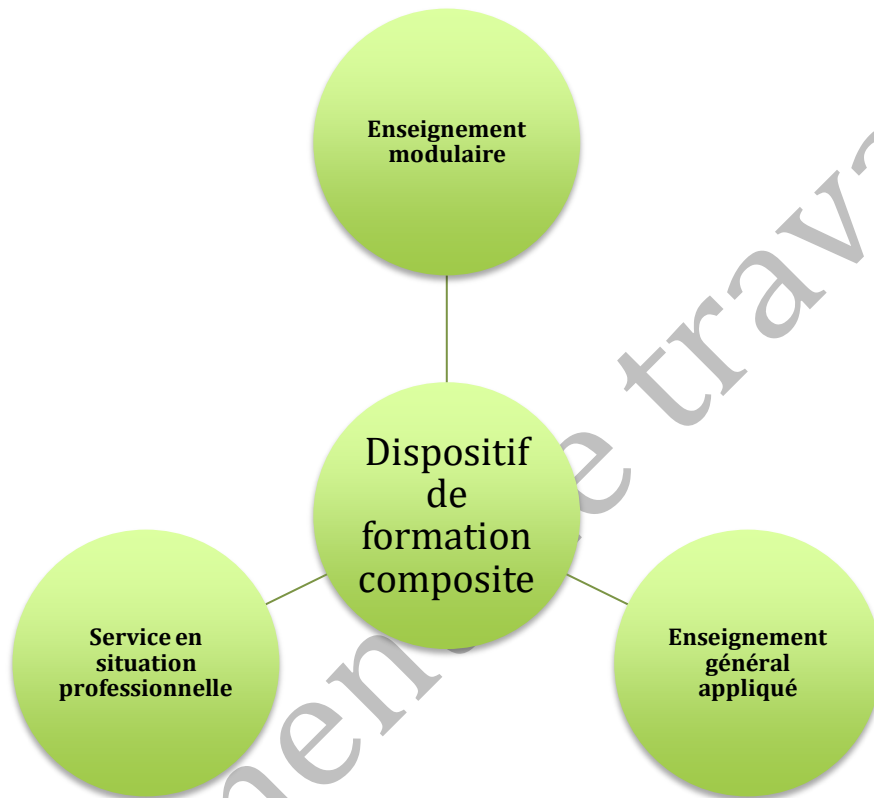 Enseignement
modulaire
Dispositif
de
formation
composite
Service en
situation
professionnelle
Enseignement
général
appliqué